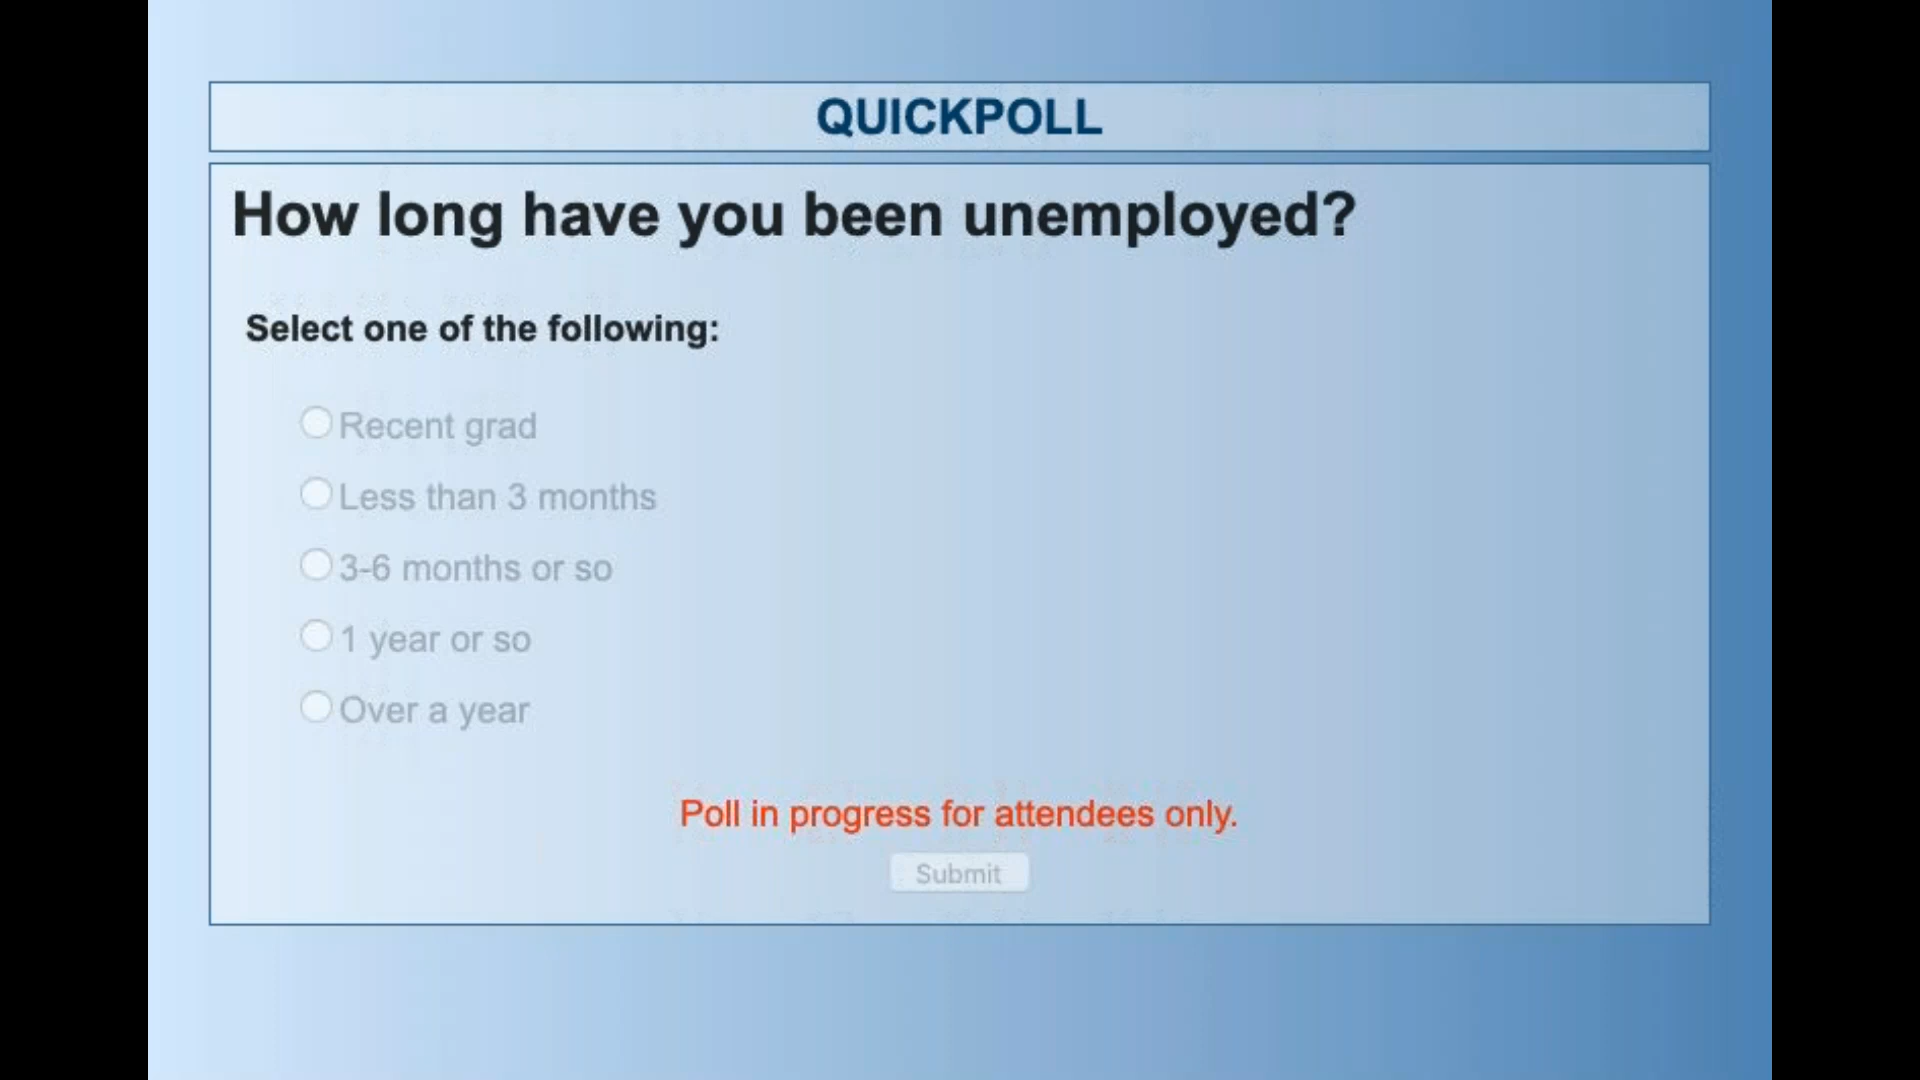 QUICKPOLL
How long have you been unemployed?
Select one of the following:
Recent grad
Less than 3 months
3-6 months or so
1 year or so
Over a year
Poll in progress for attendees only.
Submit